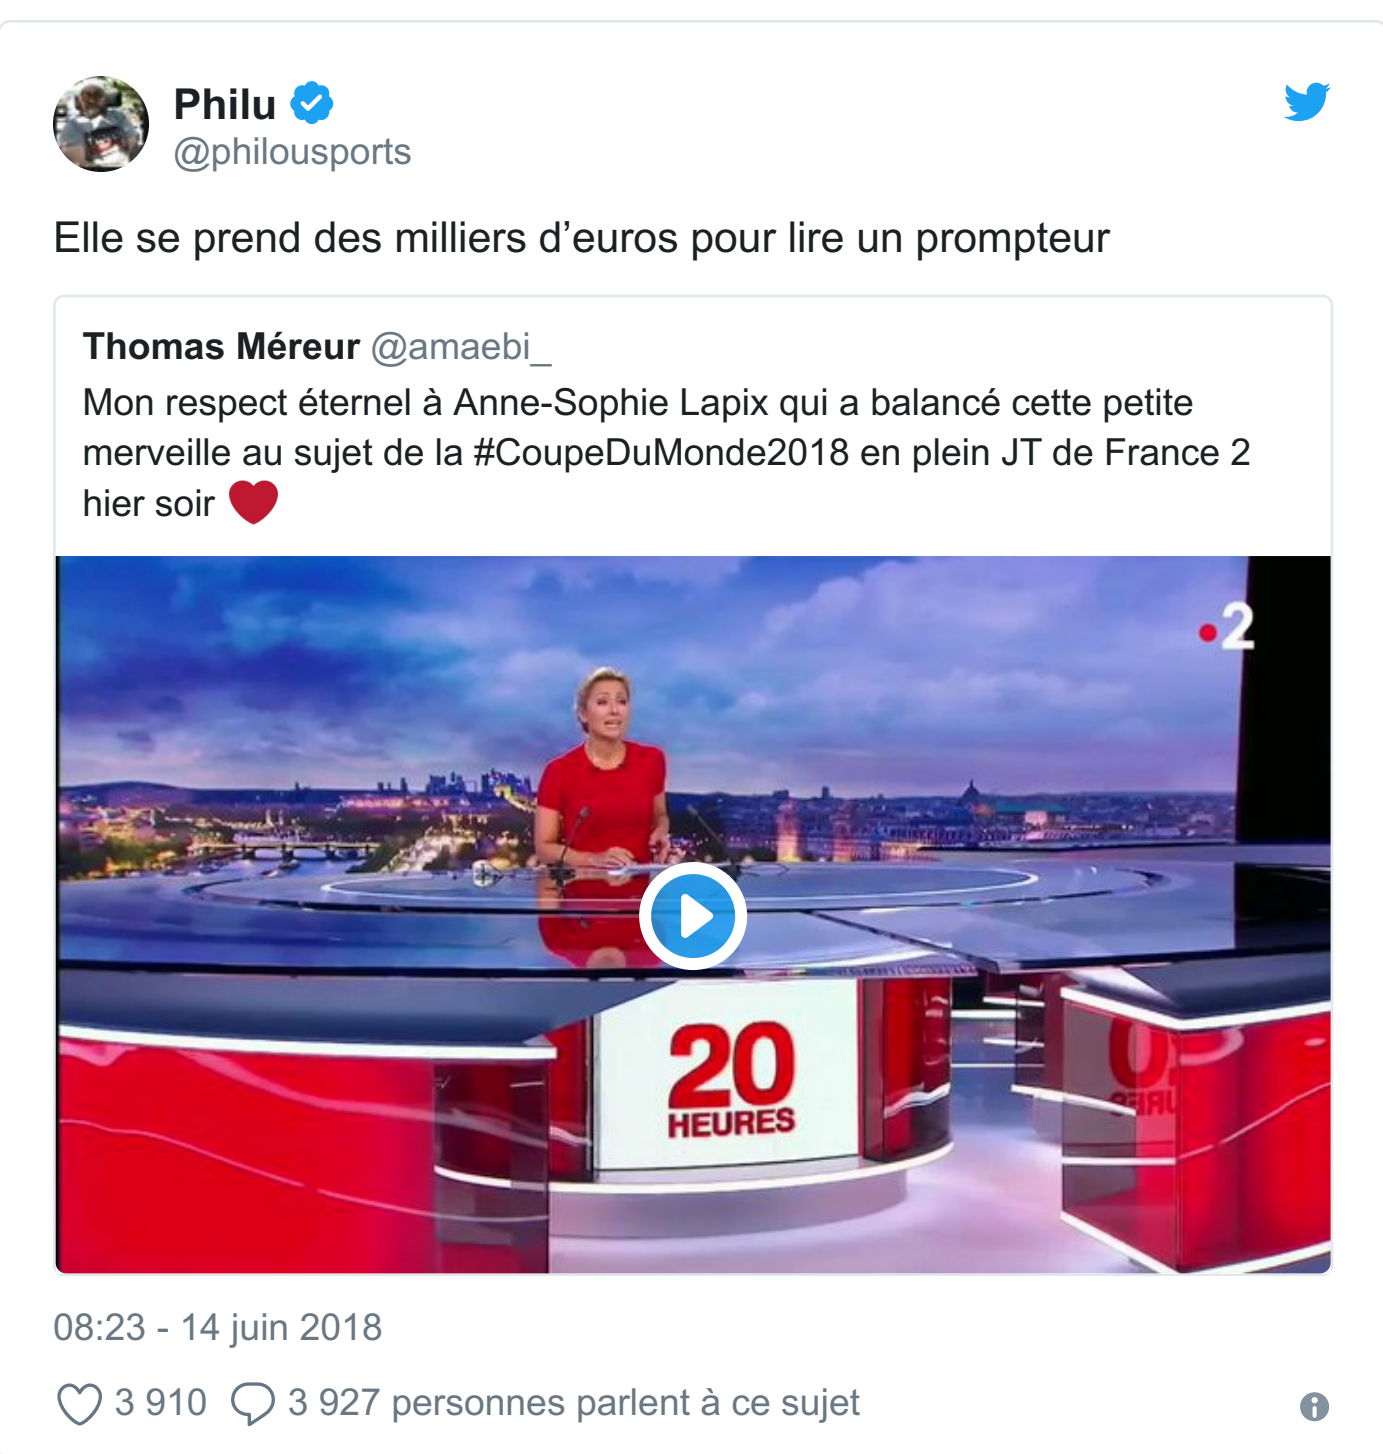 Philu
@philousports
Elle se prend des milliers d’euros pour lire un prompteur
Thomas Méreur @amaebi_
Mon respect éternel à Anne-Sophie Lapix qui a balancé cette petite
merveille au sujet de la #CoupeDuMonde2018 en plein JT de France 2
hier soir
2
20
HEURES
08:23 - 14 juin 2018
3 910
3 927 personnes parlent à ce sujet